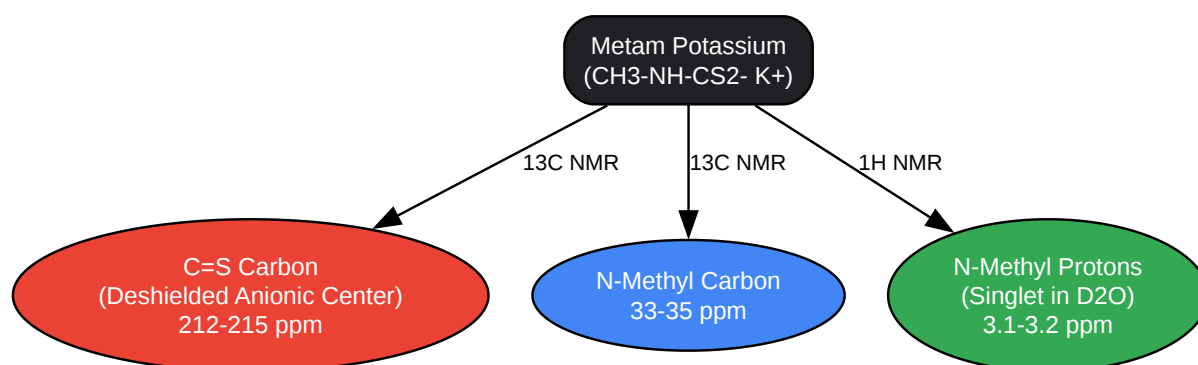 Metam Potassium
(CH3-NH-CS2- K+)
13C NMR
13C NMR
1H NMR
C=S Carbon
(Deshielded Anionic Center)
212-215 ppm
N-Methyl Carbon
33-35 ppm
N-Methyl Protons
(Singlet in D2O)
3.1-3.2 ppm